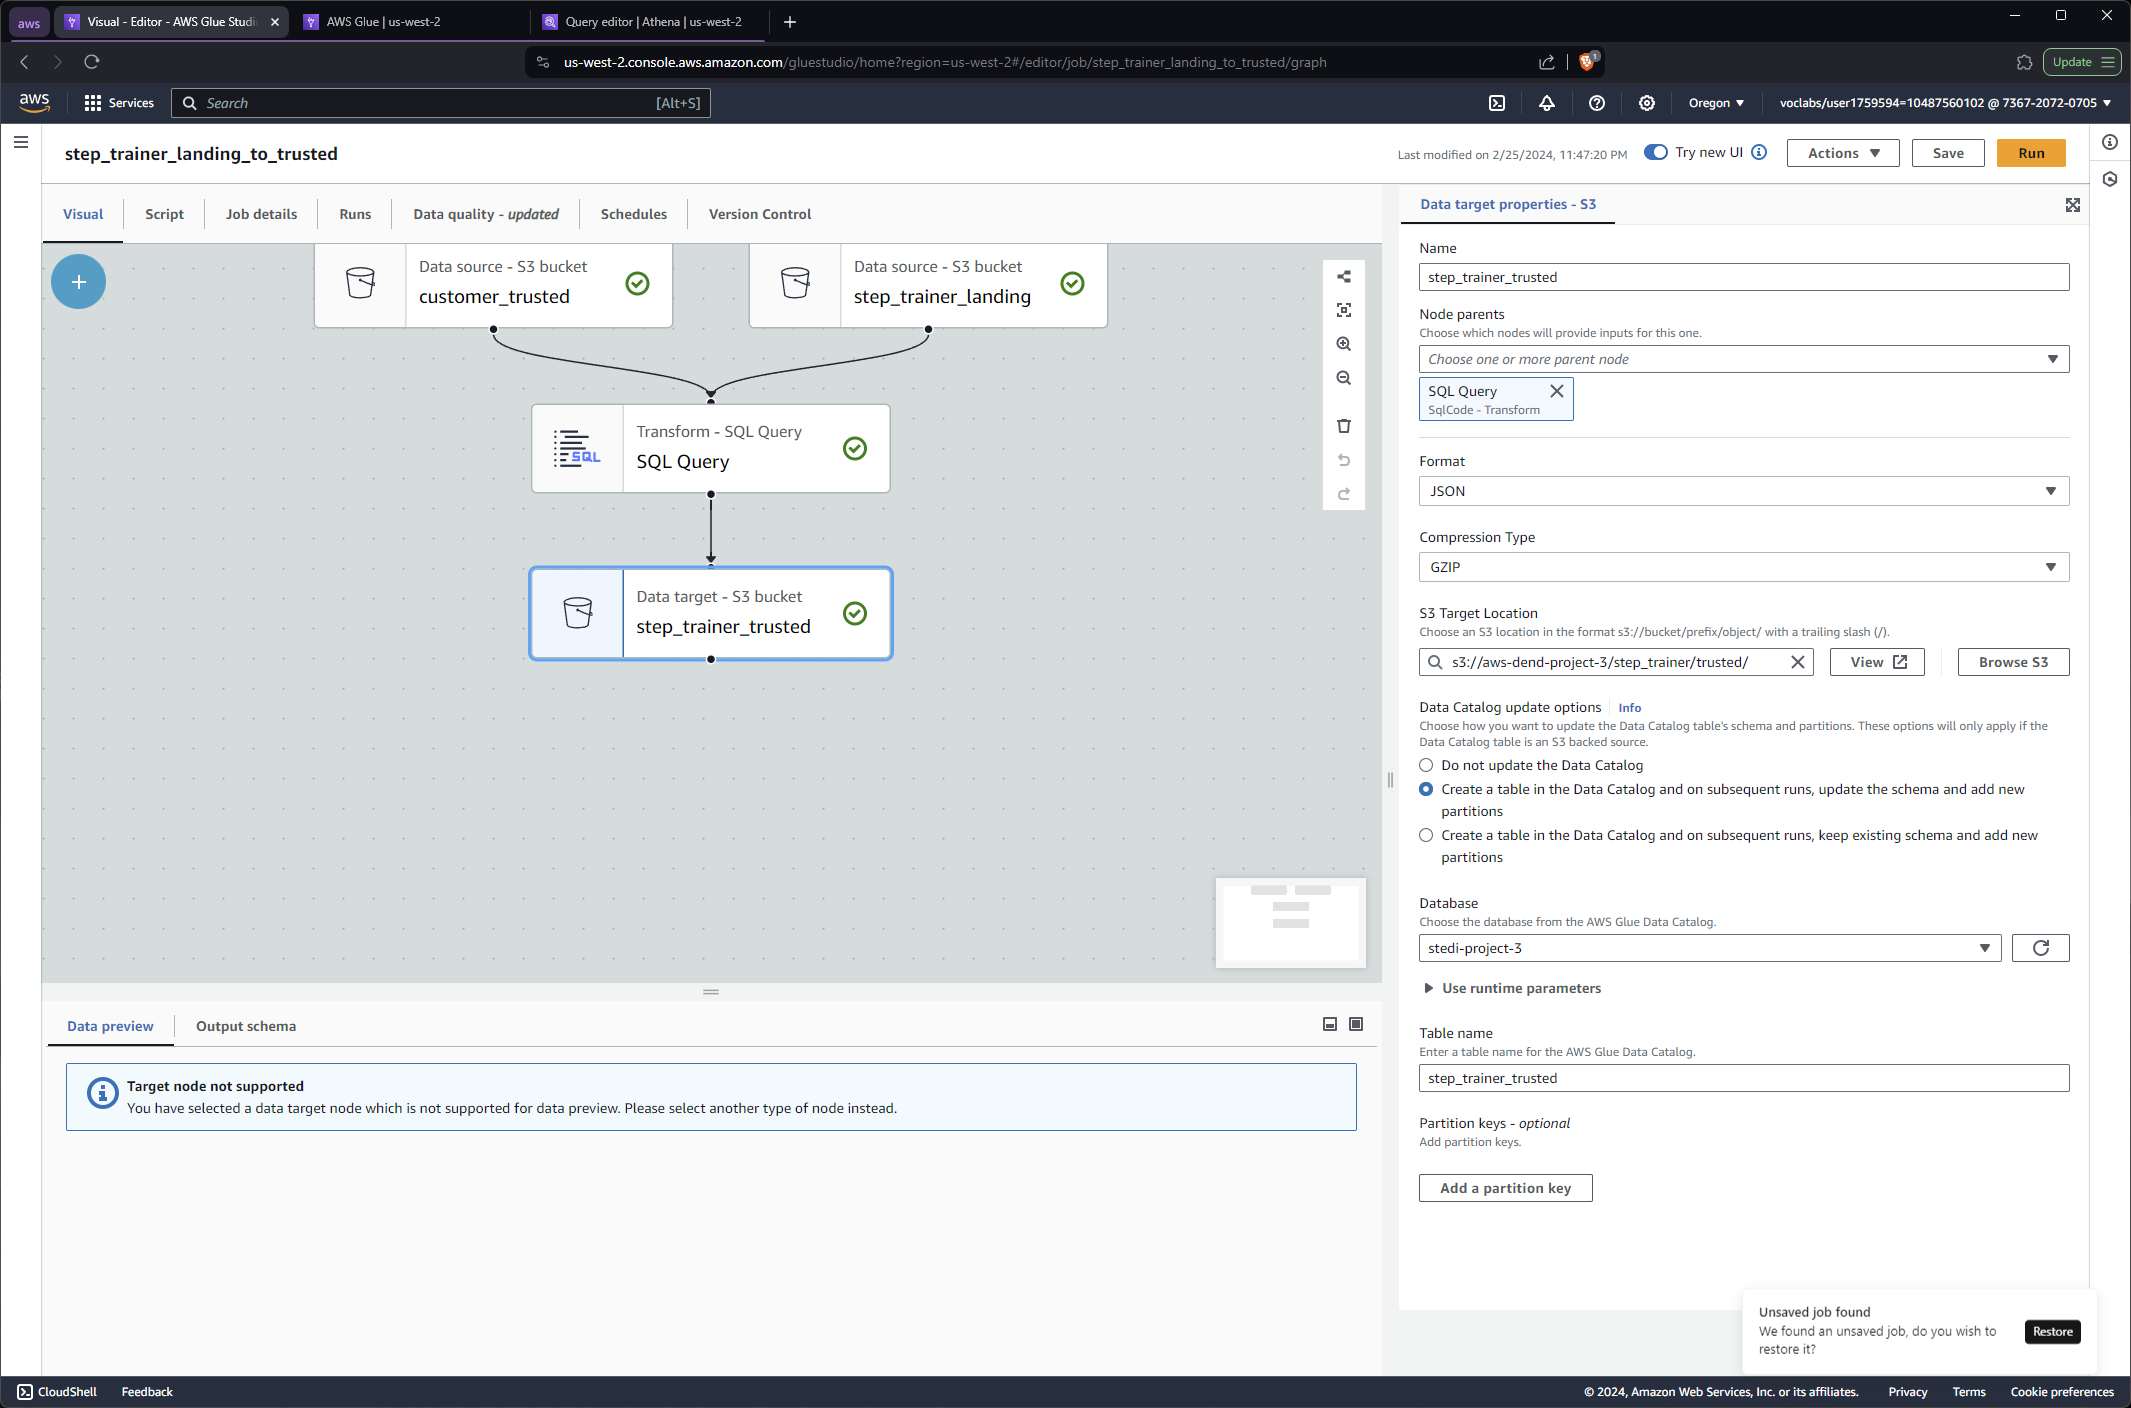 aws
Visual - Editor - AWS Glue Studi
AWS Glue | us-west-2
Query editor | Athena | us-west-2
us-west-2.console.aws.amazon.com/gluestudio/home?region=us-west-2#/editor/job/step_trainer_landing_to_trusted/graph
1
Update
aws
Services
Search
[Alt+S]
Oregon
voclabs/user1759594=10487560102 @ 7367-2072-0705
step_trainer_landing_to_trusted
Last modified on 2/25/2024, 11:47:20 PM
Try new UI
Actions
Save
Run
Visual
Script
Job details
Runs
Data quality - updated
Schedules
Version Control
Data source - S3 bucket
customer_trusted
Data source - S3 bucket
step_trainer_landing
SQL
Transform - SQL Query
SQL Query
Data target - S3 bucket
step_trainer_trusted
Data preview
Output schema
Target node not supported
You have selected a data target node which is not supported for data preview. Please select another type of node instead.
Data target properties - S3
Name
step_trainer_trusted
Node parents
Choose which nodes will provide inputs for this one.
Choose one or more parent node
SQL Query
SqlCode - Transform
Format
JSON
Compression Type
GZIP
S3 Target Location
Choose an S3 location in the format s3://bucket/prefix/object/ with a trailing slash (/).
s3://aws-dend-project-3/step_trainer/trusted/
View
Browse S3
Data Catalog update options
Info
Choose how you want to update the Data Catalog table's schema and partitions. These options will only apply if the
Data Catalog table is an S3 backed source.
Do not update the Data Catalog
Create a table in the Data Catalog and on subsequent runs, update the schema and add new
partitions
Create a table in the Data Catalog and on subsequent runs, keep existing schema and add new
partitions
Database
Choose the database from the AWS Glue Data Catalog.
stedi-project-3
Use runtime parameters
Table name
Enter a table name for the AWS Glue Data Catalog.
step_trainer_trusted
Partition keys - optional
Add partition keys.
Add a partition key
Unsaved job found
We found an unsaved job, do you wish to
restore it?
Restore
CloudShell
Feedback
© 2024, Amazon Web Services, Inc. or its affiliates.
Privacy
Terms
Cookie preferences